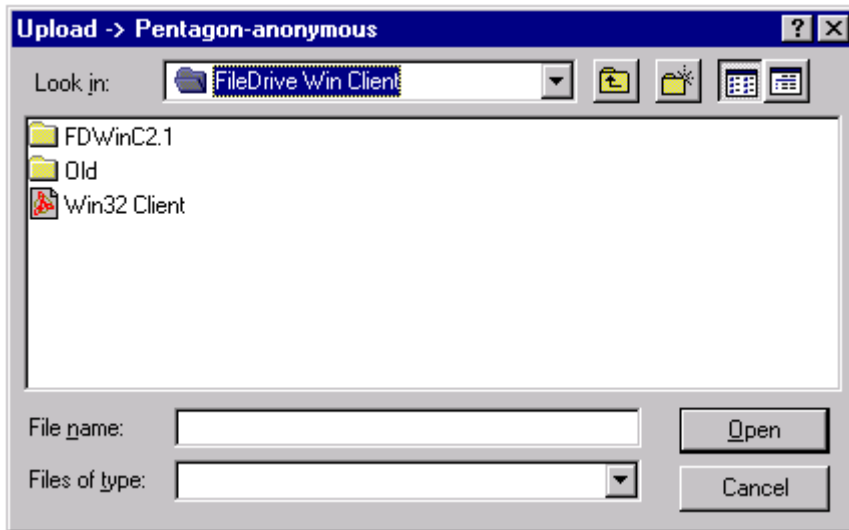 Upload -> Pentagon-anonymous
Look in: FileDrive Win Client
FDWinC2.1
Old
Win32 Client
File name: Open
Files of type: Cancel